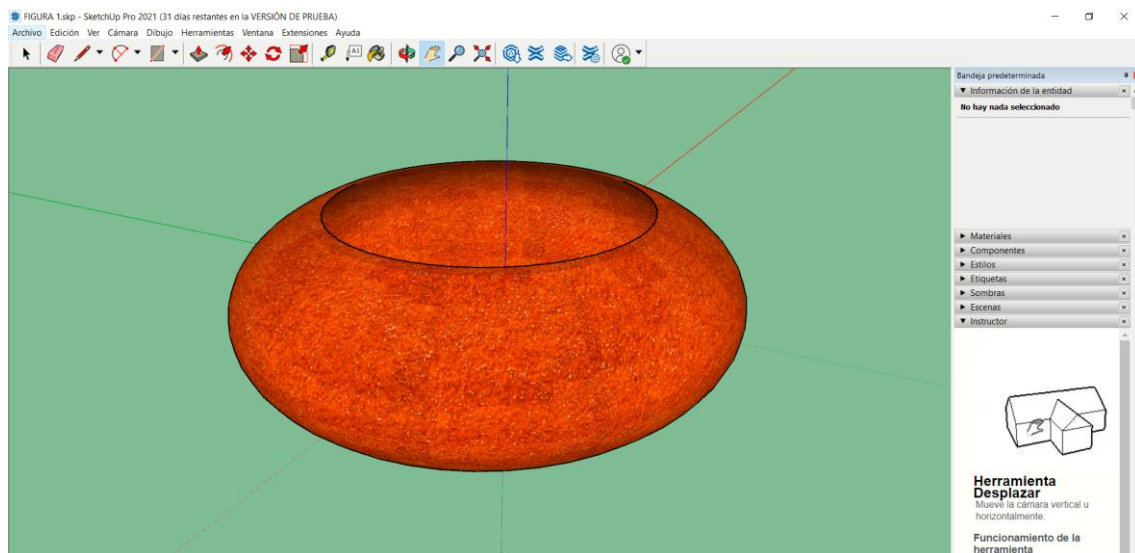 FIGURA 1.skp - SketchUp Pro 2021 (31 días restantes en la VERSIÓN DE PRUEBA)
Archivo Edición Ver Cámara Dibujo Herramientas Ventana Extensiones Ayuda
A1
Bandeja predeterminada
Información de la entidad
No hay nada seleccionado
Materiales
Componentes
Estilos
Etiquetas
Sombras
Escenas
Instructor
Herramienta
Desplazar
Mueve la cámara vertical u
horizontalmente.
Funcionamiento de la
herramienta